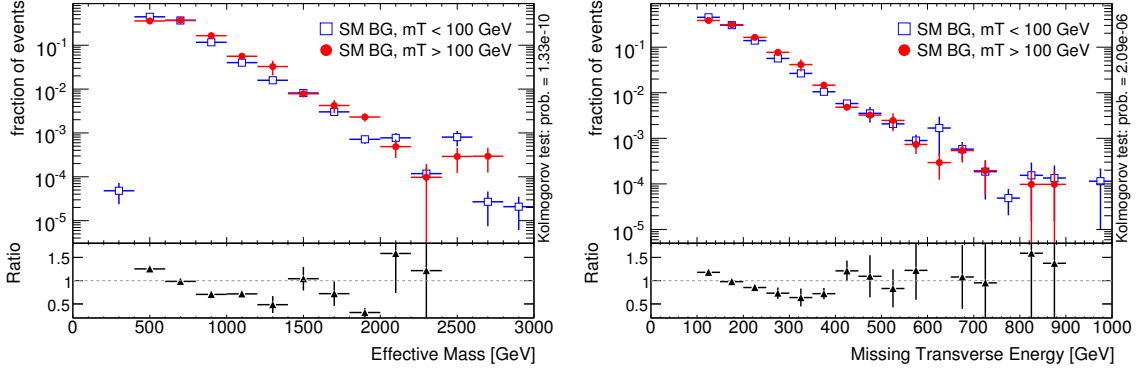 fraction of events
10⁻¹
10⁻²
10⁻³
10⁻⁴
10⁻⁵
SM BG, mT < 100 GeV
SM BG, mT > 100 GeV
Kolmogorov test: prob. = 1.33e-10
Ratio
1.5
1
0.5
0 500 1000 1500 2000 2500 3000
Effective Mass [GeV]
fraction of events
10⁻¹
10⁻²
10⁻³
10⁻⁴
10⁻⁵
SM BG, mT < 100 GeV
SM BG, mT > 100 GeV
Kolmogorov test: prob. = 2.09e-06
Ratio
1.5
1
0.5
0 100 200 300 400 500 600 700 800 900 1000
Missing Transverse Energy [GeV]